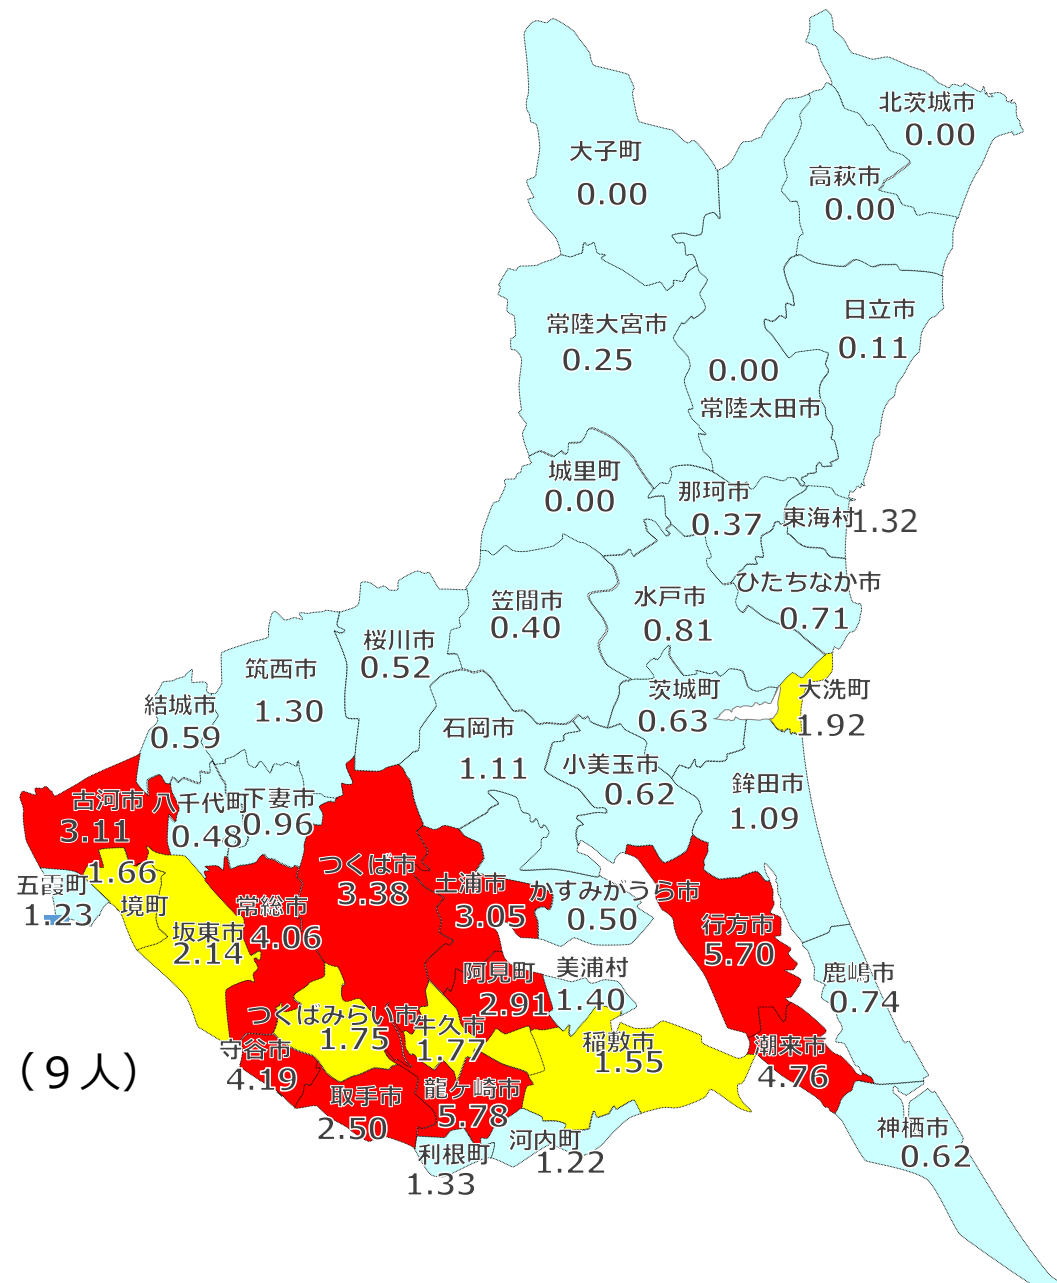 北茨城市
0.00
大子町
0.00
高萩市
0.00
日立市
0.11
常陸大宮市
0.25
0.00
常陸太田市
城里町
0.00
那珂市
0.37
東海村
1.32
ひたちなか市
0.71
笠間市
0.40
水戸市
0.81
桜川市
0.52
筑西市
1.30
茨城町
0.63
大洗町
1.92
結城市
0.59
石岡市
1.11
小美玉市
0.62
鉾田市
1.09
古河市
3.11
八千代町
0.48
下妻市
0.96
つくば市
3.38
土浦市
3.05
かすみがうら市
0.50
五霞町
1.23
1.66
境町
坂東市
2.14
常総市
4.06
行方市
5.70
阿見町
2.91
美浦村
1.40
鹿嶋市
0.74
つくばみらい市
1.75
牛久市
1.77
稲敷市
1.55
潮来市
4.76
守谷市
4.19
(9人)
取手市
2.50
龍ヶ崎市
5.78
利根町
1.33
河内町
1.22
神栖市
0.62